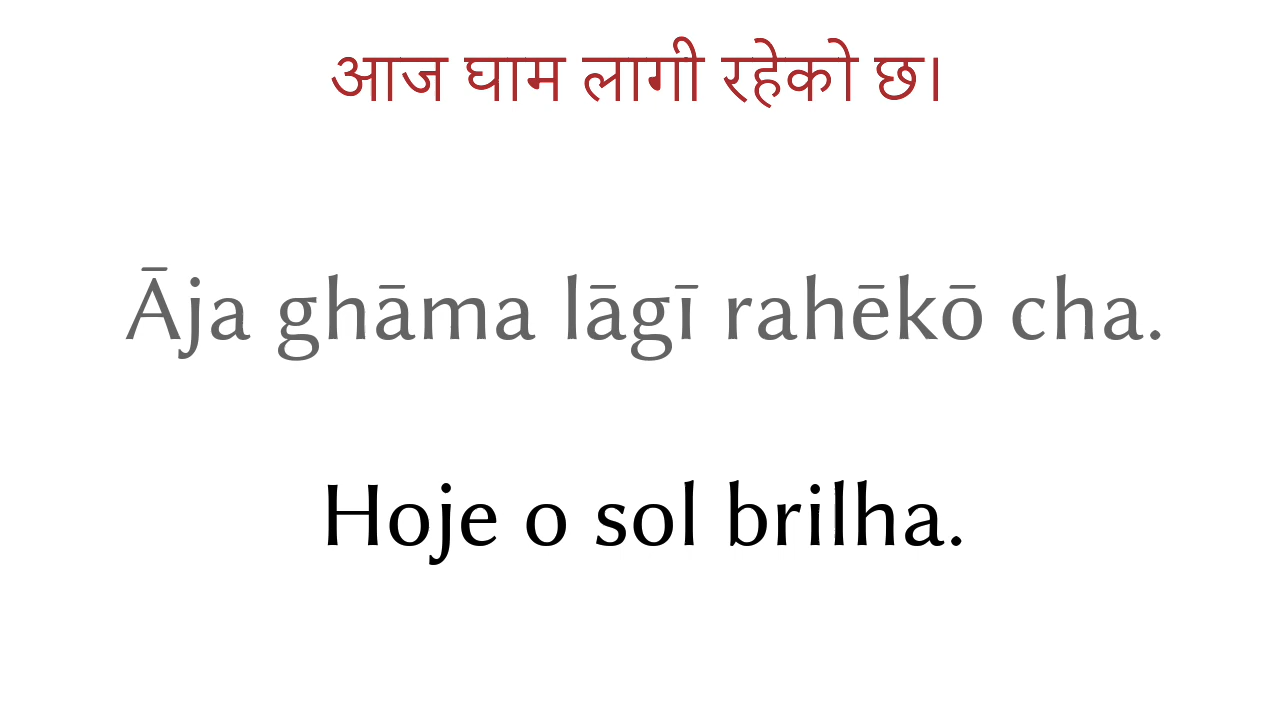 आज घाम लागी रहेको छ।
Āja ghāma lāgī rahēkō cha.
Hoje o sol brilha.